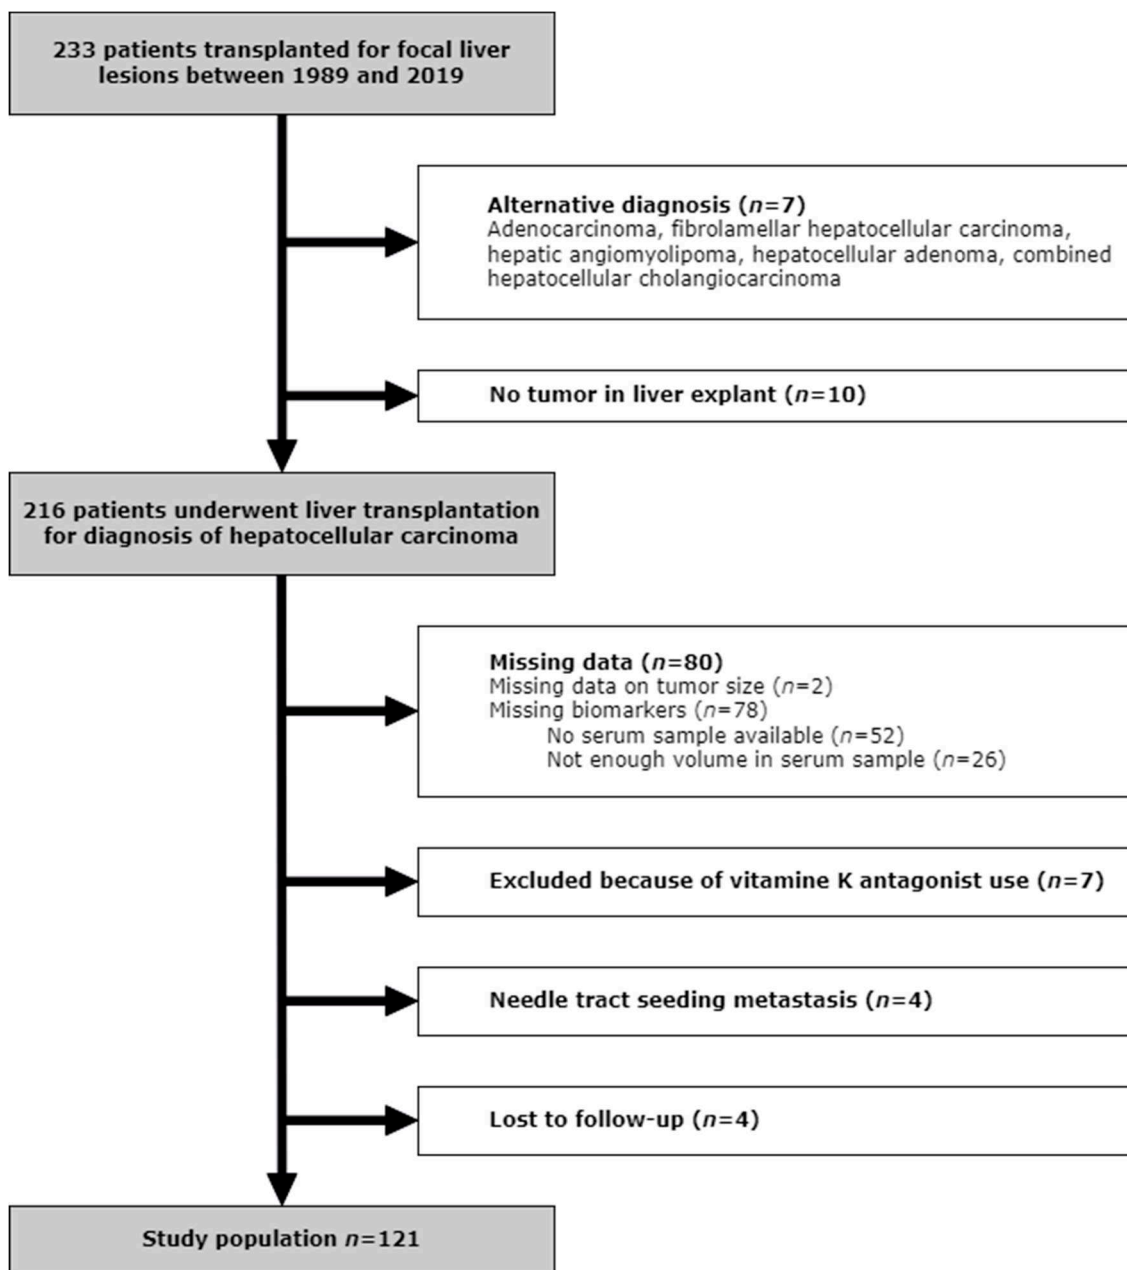 233 patients transplanted for focal liver
lesions between 1989 and 2019
Alternative diagnosis (n=7)
Adenocarcinoma, fibrolamellar hepatocellular carcinoma,
hepatic angiomyolipoma, hepatocellular adenoma, combined
hepatocellular cholangiocarcinoma
No tumor in liver explant (n=10)
216 patients underwent liver transplantation
for diagnosis of hepatocellular carcinoma
Missing data (n=80)
Missing data on tumor size (n=2)
Missing biomarkers (n=78)
No serum sample available (n=52)
Not enough volume in serum sample (n=26)
Excluded because of vitamine K antagonist use (n=7)
Needle tract seeding metastasis (n=4)
Lost to follow-up (n=4)
Study population n=121